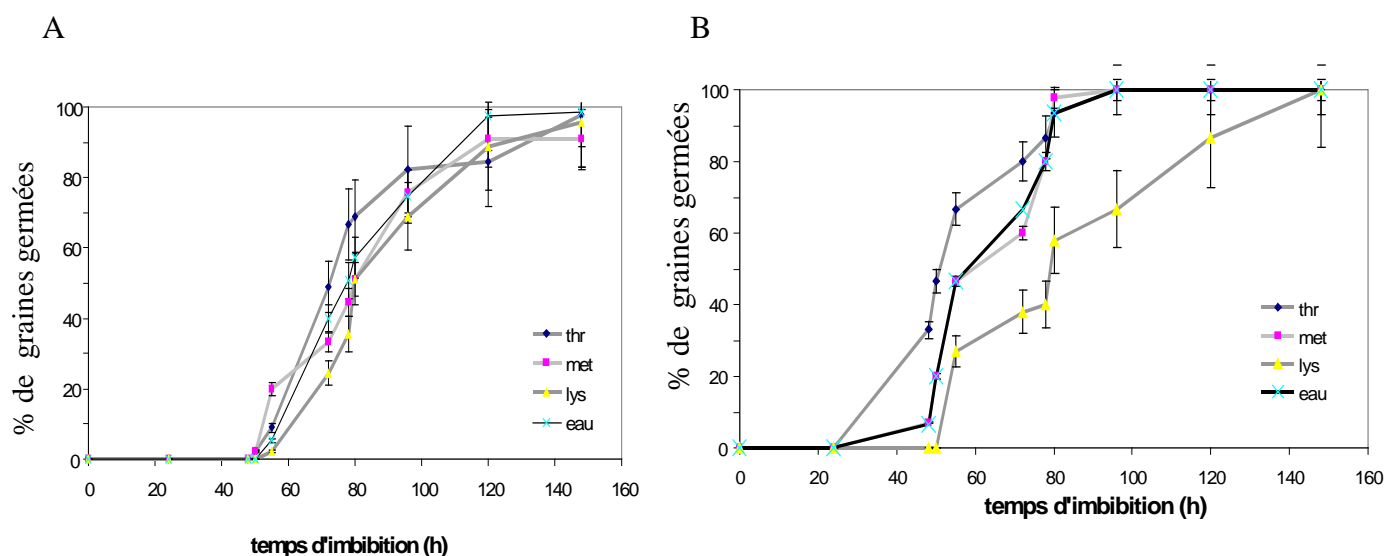 A
% de graines germées
100
80
60
40
20
0
thr
met
lys
eau
0 20 40 60 80 100 120 140 160
temps d'imbibition (h)
B
% de graines germées
100
80
60
40
20
0
thr
met
lys
eau
0 20 40 60 80 100 120 140 160
temps d'imbibition (h)